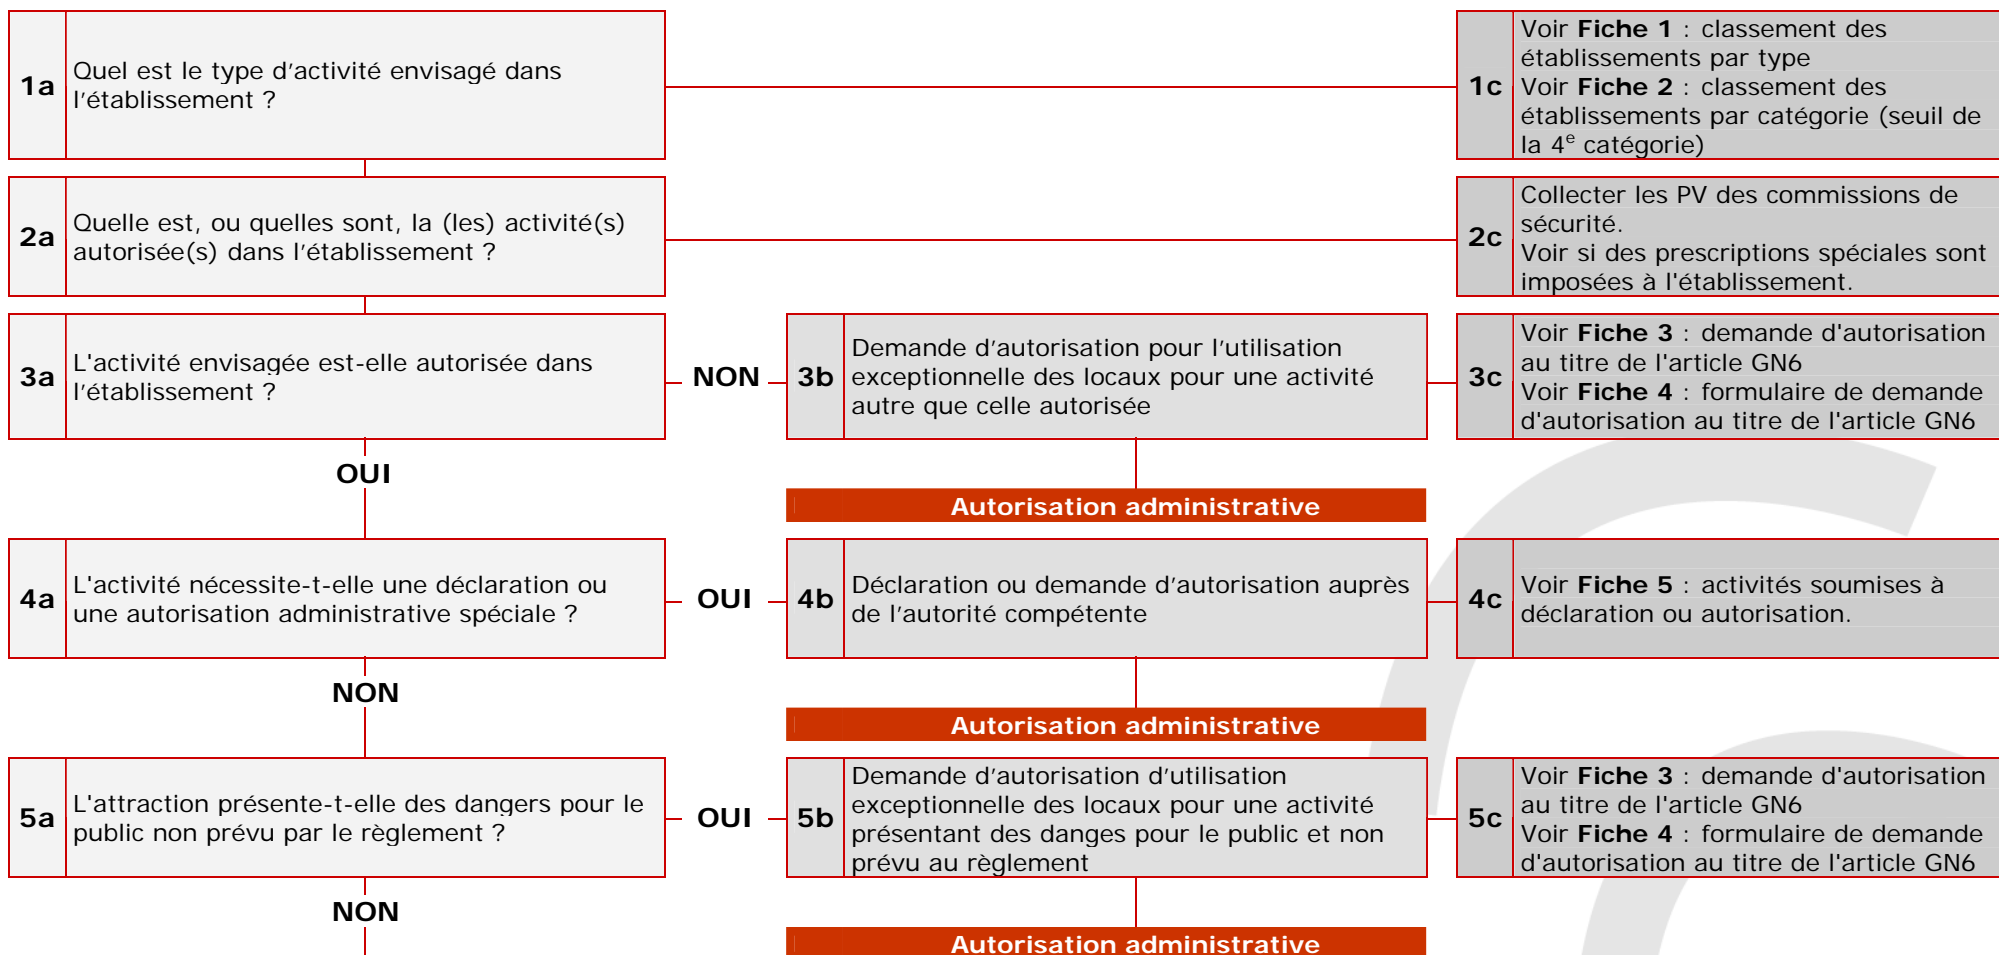 1a
Quel est le type d’activité envisagé dans
l’établissement ?
1c
Voir Fiche 1 : classement des
établissements par type
Voir Fiche 2 : classement des
établissements par catégorie (seuil de
la 4e catégorie)
2a
Quelle est, ou quelles sont, la (les) activité(s)
autorisée(s) dans l’établissement ?
2c
Collecter les PV des commissions de
sécurité.
Voir si des prescriptions spéciales sont
imposées à l'établissement.
3a
L'activité envisagée est-elle autorisée dans
l’établissement ?
NON
3b
Demande d’autorisation pour l’utilisation
exceptionnelle des locaux pour une activité
autre que celle autorisée
3c
Voir Fiche 3 : demande d'autorisation
au titre de l'article GN6
Voir Fiche 4 : formulaire de demande
d'autorisation au titre de l'article GN6
OUI
Autorisation administrative
4a
L'activité nécessite-t-elle une déclaration ou
une autorisation administrative spéciale ?
OUI
4b
Déclaration ou demande d’autorisation auprès
de l’autorité compétente
4c
Voir Fiche 5 : activités soumises à
déclaration ou autorisation.
NON
Autorisation administrative
5a
L'attraction présente-t-elle des dangers pour le
public non prévu par le règlement ?
OUI
5b
Demande d’autorisation d’utilisation
exceptionnelle des locaux pour une activité
présentant des danges pour le public et non
prévu au règlement
5c
Voir Fiche 3 : demande d'autorisation
au titre de l'article GN6
Voir Fiche 4 : formulaire de demande
d'autorisation au titre de l'article GN6
NON
Autorisation administrative